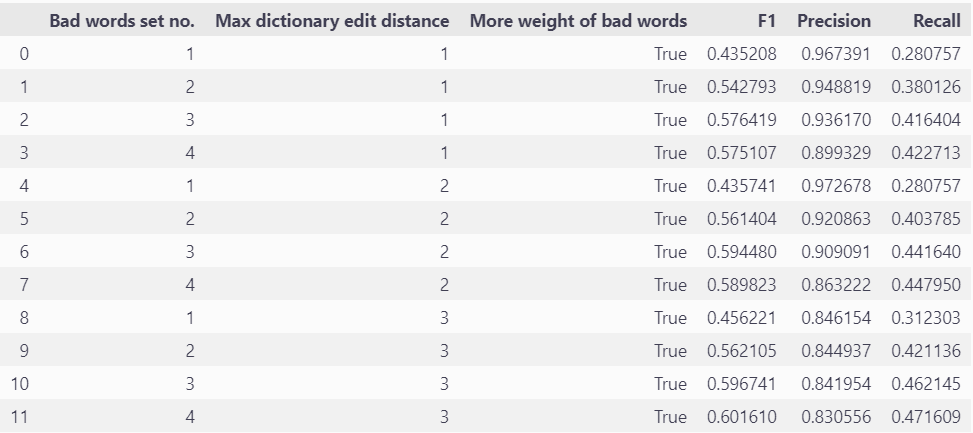 Bad words set no. Max dictionary edit distance More weight of bad words F1 Precision Recall
0 1 1 True 0.435208 0.967391 0.280757
1 2 1 True 0.542793 0.948819 0.380126
2 3 1 True 0.576419 0.936170 0.416404
3 4 1 True 0.575107 0.899329 0.422713
4 1 2 True 0.435741 0.972678 0.280757
5 2 2 True 0.561404 0.920863 0.403785
6 3 2 True 0.594480 0.909091 0.441640
7 4 2 True 0.589823 0.863222 0.447950
8 1 3 True 0.456221 0.846154 0.312303
9 2 3 True 0.562105 0.844937 0.421136
10 3 3 True 0.596741 0.841954 0.462145
11 4 3 True 0.601610 0.830556 0.471609